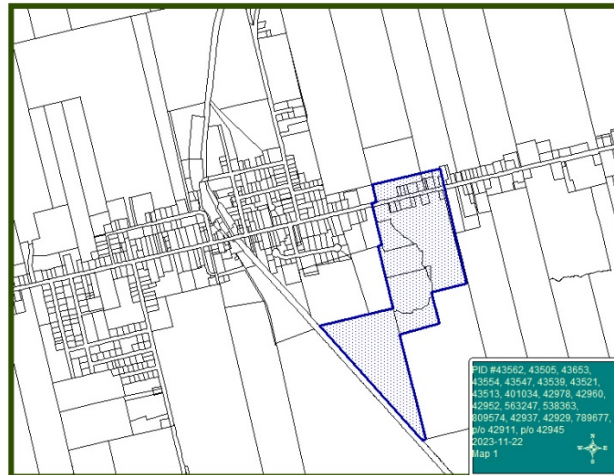 PID #43562, 43505, 43653,
43554, 43547, 43539, 43521,
43513, 401034, 42978, 42960,
42952, 563247, 538363,
809574, 42937, 42929, 789677,
p/o 42911, p/o 42945
2023-11-22
Map 1